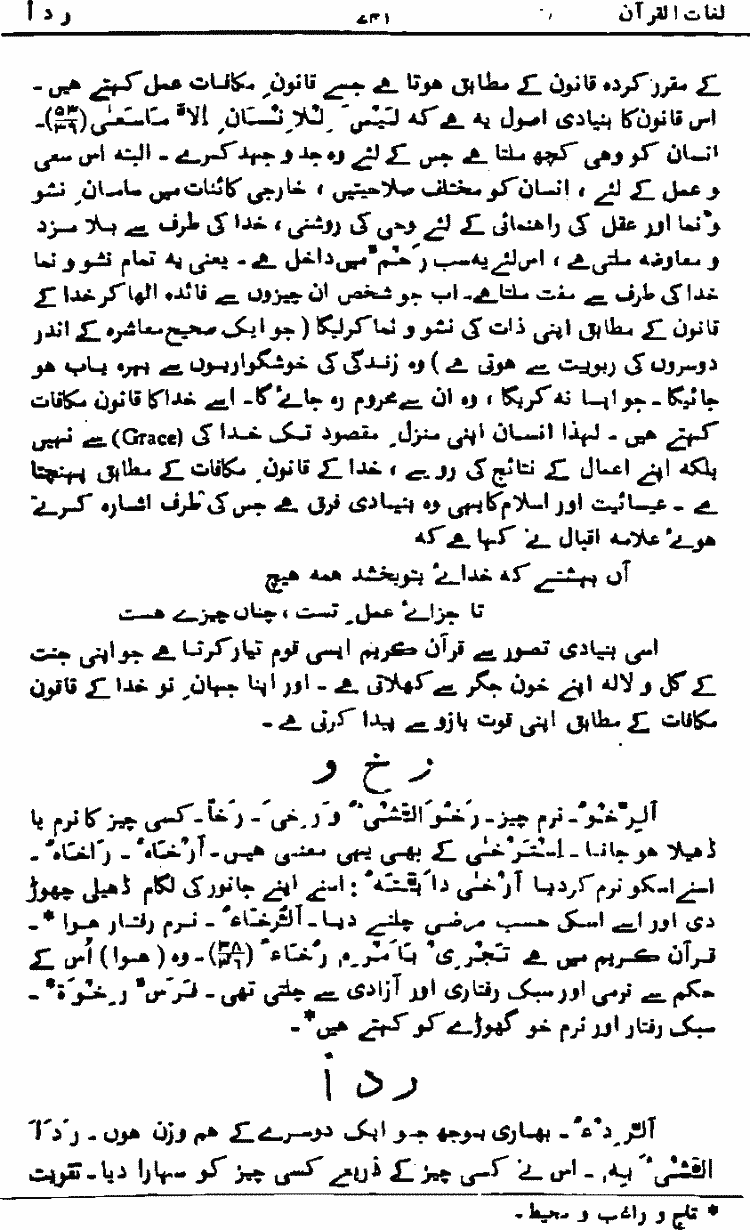 لغات القرآن ۷۴۱ ر د أ
کے مقرر کردہ قانون کے مطابق ہوتا ہے جسے قانونِ مکافات عمل کہتے ہیں ۔
اس قانون کا بنیادی اصول یہ ہے کہ لَیْسَ لِلْاِنْسَانِ اِلاَّ مَاسَعٰی (۵۳/۳۹)۔
انسان کو وہی کچھ ملتا ہے جس کے لئے وہ جد و جہد کرے ۔ البتہ اس سعی
و عمل کے لئے ، انسان کو مختلف صلاحیتیں ، خارجی کائنات میں سامانِ نشو
و نما اور عقل کی راہنمائی کے لئے وحی کی روشنی ، خدا کی طرف سے بلا مزد
و معاوضہ ملتی ہے ، اس لئے یہ سب رَحْمٌ میں داخل ہے ۔ یعنی یہ تمام نشو و نما
خدا کی طرف سے مفت ملتا ہے۔ اب جو شخص ان چیزوں سے فائدہ اٹھا کر خدا کے
قانون کے مطابق اپنی ذات کی نشو و نما کرلیگا ( جو ایک صحیح معاشرہ کے اندر
دوسروں کی ربوبیت سے ہوتی ہے ) وہ زندگی کی خوشگواریوں سے بہرہ یاب ہو
جائیگا ۔ جو ایسا نہ کریگا ، وہ ان سے محروم رہ جائے گا۔ اسے خدا کا قانون مکافات
کہتے ہیں ۔ لہذا انسان اپنی منزلِ مقصود تک خدا کی (Grace) سے نہیں
بلکہ اپنے اعمال کے نتائج کی رو سے ، خدا کے قانونِ مکافات کے مطابق پہنچتا
ہے ۔ عیسائیت اور اسلام کا یہی وہ بنیادی فرق ہے جس کی طرف اشارہ کرتے
ہوئے علامہ اقبال نے کہا ہے کہ
آں بہشتے کہ خدائے بتو بخشد ہمہ ہیچ
تا جزائے عملِ تست ، چناں چیزے ہست
اسی بنیادی تصور سے قرآن کریم ایسی قوم تیار کرتا ہے جو اپنی جنت
کے گل و لالہ اپنے خون جگر سے کھلاتی ہے ۔ اور اپنا جہانِ نو خدا کے قانون
مکافات کے مطابق اپنی قوت بازو سے پیدا کرتی ہے ۔
ر خ و
اَلرِّخْوُ ۔ نرم چیز ۔ رَخُوَ الشَّیْءُ وَ رَخِیَ ۔ رَخاً ۔ کسی چیز کا نرم یا
ڈھیلا ہو جانا ۔ اِسْتَرْخٰی کے بھی یہی معنی ہیں ۔ اَرْخَاہُ ۔ رَاخَاہُ ۔
اسنے اسکو نرم کردیا اَرْخٰی دَابَّتَہٗ : اسنے اپنے جانور کی لگام ڈھیلی چھوڑ
دی اور اسے اسکی حسب مرضی چلنے دیا ۔ اَلرُّخَاءُ ۔ نرم رفتار ہوا * ۔
قرآن کریم میں ہے تَجْرِیْ بِاَمْرِہٖ رُخَاءً (۳۸/۳۶)۔ وہ ( ہوا ) اُس کے
حکم سے نرمی اور سبک رفتاری اور آزادی سے چلتی تھی ۔ فَرَسٌ رِخْوَۃٌ * ۔
سبک رفتار اور نرم خو گھوڑے کو کہتے ہیں * ۔
ر د أ
اَلرِّدْءُ ۔ بھاری بوجھ جو ایک دوسرے کے ہم وزن ہوں ۔ رَدَاَ
الشَّیْءَ بِہٖ ۔ اس نے کسی چیز کے ذریعے کسی چیز کو سہارا دیا ۔ تقویت
* تاج و راغب و محیط ۔